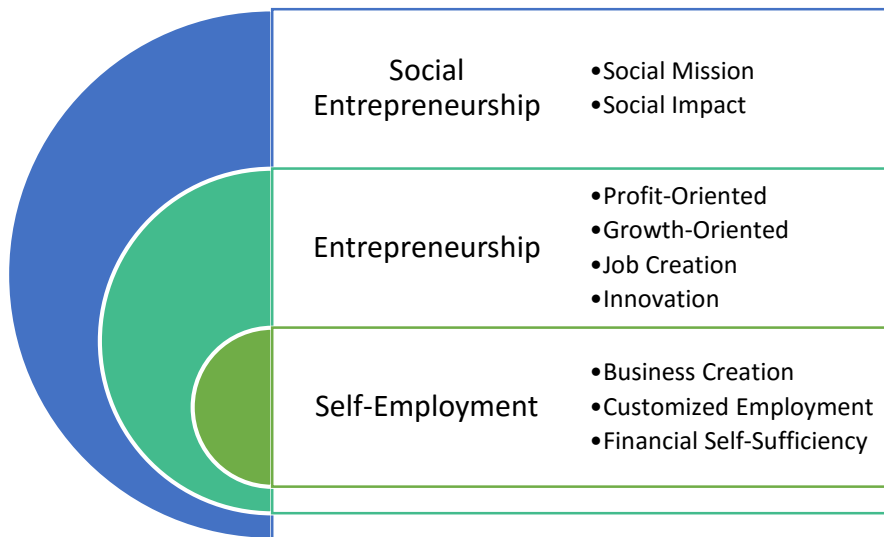 Social
Entrepreneurship
•Social Mission
•Social Impact
Entrepreneurship
•Profit-Oriented
•Growth-Oriented
•Job Creation
•Innovation
Self-Employment
•Business Creation
•Customized Employment
•Financial Self-Sufficiency